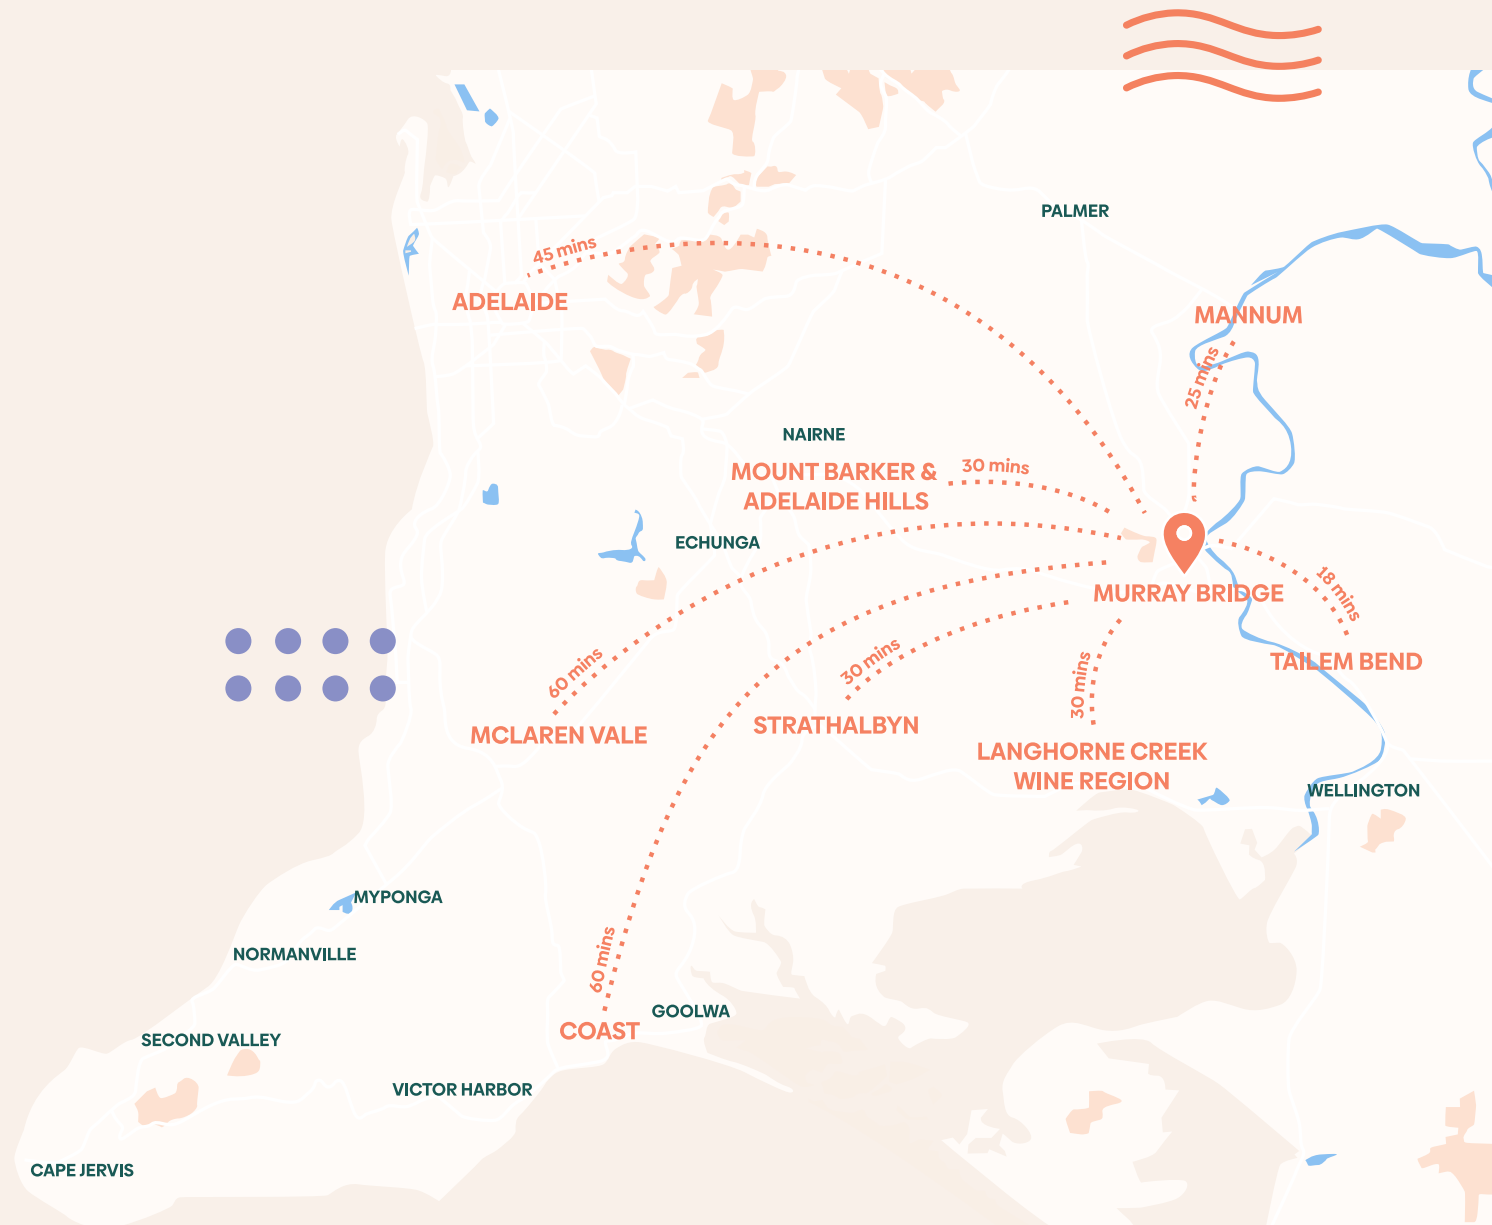 PALMER
45 mins
ADELAIDE
MANNUM
25 mins
NAIRNE
MOUNT BARKER &
ADELAIDE HILLS
30 mins
ECHUNGA
MURRAY BRIDGE
18 mins
TAILEM BEND
60 mins
MCLAREN VALE
30 mins
STRATHALBYN
30 mins
LANGHORNE CREEK
WINE REGION
WELLINGTON
MYPONGA
NORMANVILLE
60 mins
COAST
GOOLWA
SECOND VALLEY
VICTOR HARBOR
CAPE JERVIS